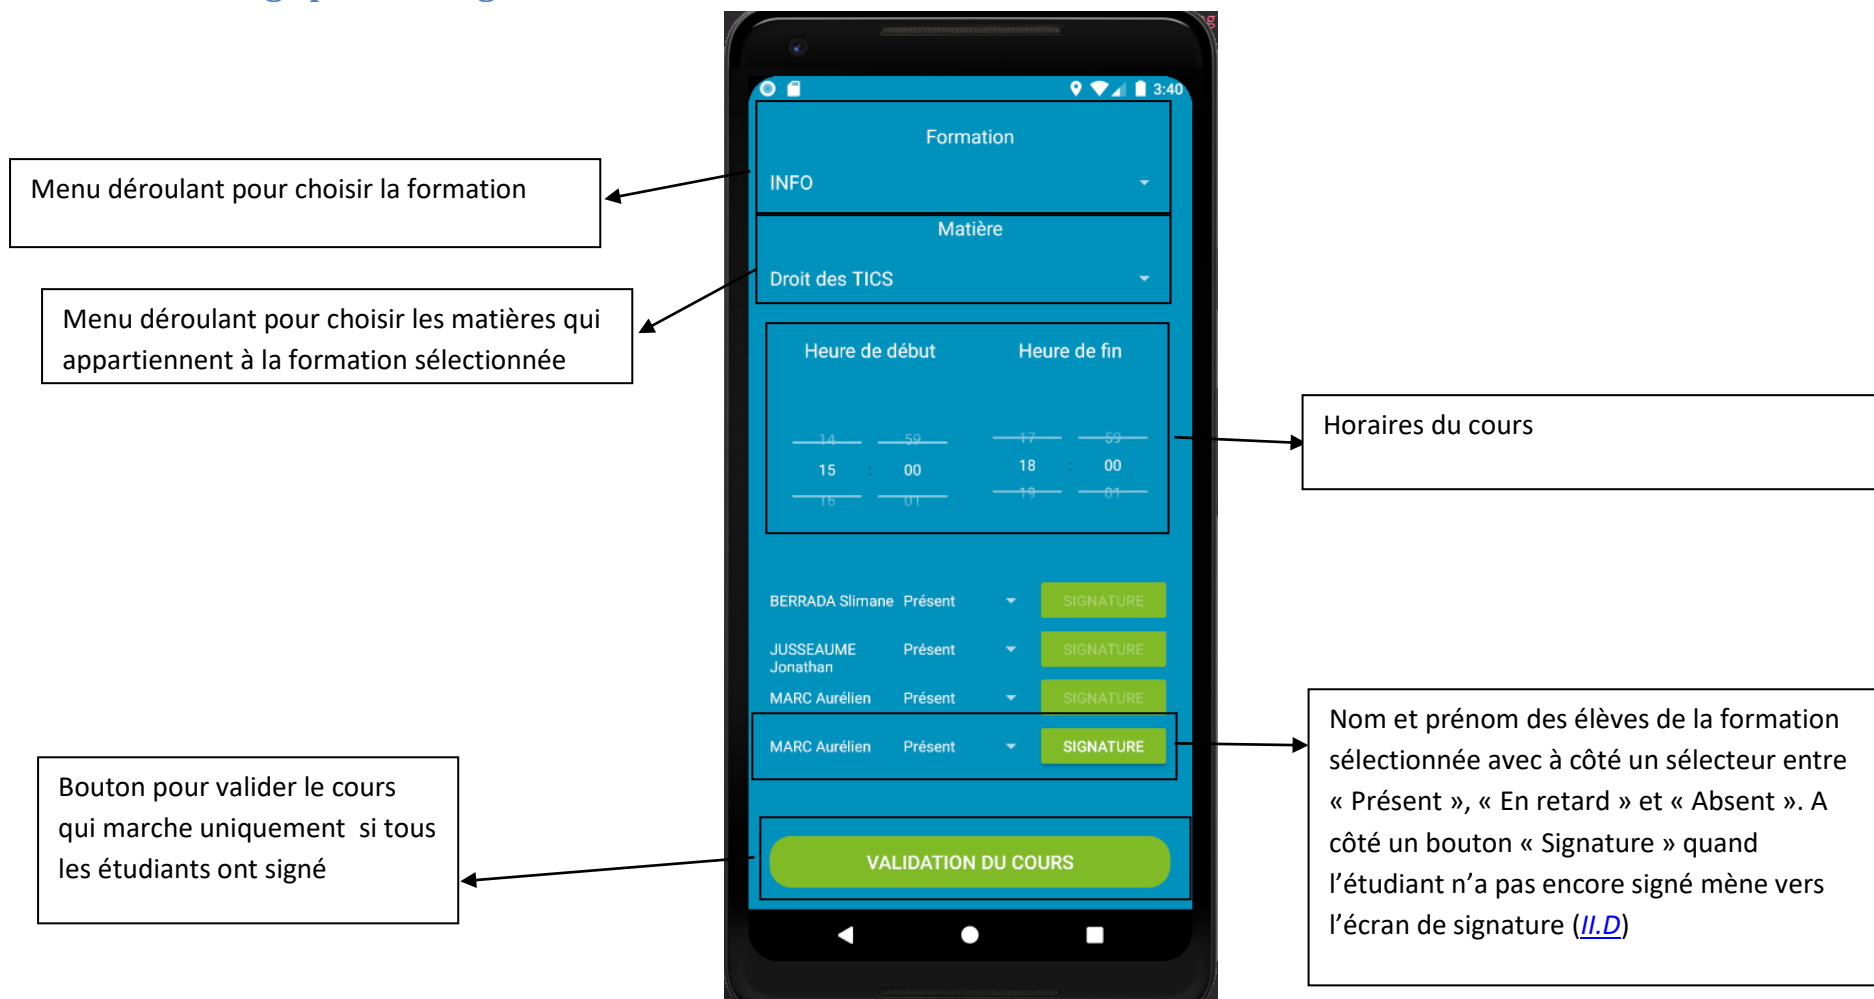 3:40
Formation
INFO
Matière
Droit des TICS
Heure de début Heure de fin
14 59 17 59
15 : 00 18 : 00
16 01 19 01
BERRADA Slimane Présent SIGNATURE
JUSSEAUME Jonathan Présent SIGNATURE
MARC Aurélien Présent SIGNATURE
MARC Aurélien Présent SIGNATURE
VALIDATION DU COURS
Menu déroulant pour choisir la formation
Menu déroulant pour choisir les matières qui
appartiennent à la formation sélectionnée
Bouton pour valider le cours
qui marche uniquement si tous
les étudiants ont signé
Horaires du cours
Nom et prénom des élèves de la formation
sélectionnée avec à côté un sélecteur entre
« Présent », « En retard » et « Absent ». A
côté un bouton « Signature » quand
l'étudiant n'a pas encore signé mène vers
l'écran de signature (II.D)